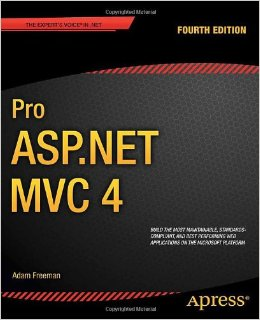 THE EXPERT'S VOICE® IN .NET
FOURTH EDITION
Pro
ASP.NET
MVC 4
BUILD THE MOST MAINTAINABLE, STANDARDS-
COMPLIANT, AND BEST PERFORMING WEB
APPLICATIONS ON THE MICROSOFT PLATFORM
Adam Freeman
Apress®